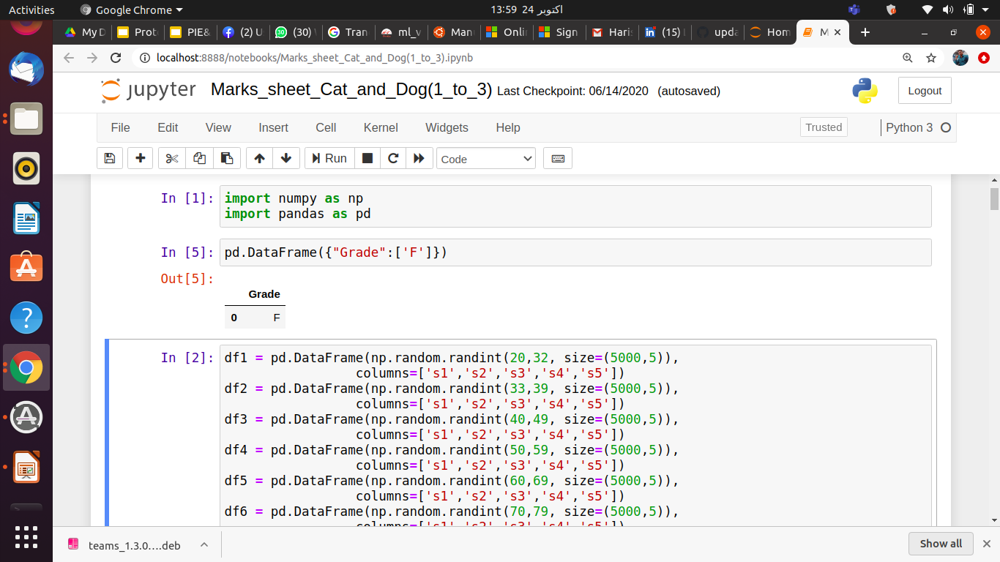 Activities
Google Chrome
اکتوبر 24  13:59
My D
Prot
PIE&
(2) U
(30)
Tran
ml_v
Man
Onli
Sign
Hari
(15)
upda
Hom
M
localhost:8888/notebooks/Marks_sheet_Cat_and_Dog(1_to_3).ipynb
jupyter
Marks_sheet_Cat_and_Dog(1_to_3) Last Checkpoint: 06/14/2020 (autosaved)
Logout
File Edit View Insert Cell Kernel Widgets Help
Trusted
Python 3
Run
Code
In [1]: import numpy as np
import pandas as pd
In [5]: pd.DataFrame({"Grade":['F']})
Out[5]:
Grade
0 F
In [2]: df1 = pd.DataFrame(np.random.randint(20,32, size=(5000,5)),
columns=['s1','s2','s3','s4','s5'])
df2 = pd.DataFrame(np.random.randint(33,39, size=(5000,5)),
columns=['s1','s2','s3','s4','s5'])
df3 = pd.DataFrame(np.random.randint(40,49, size=(5000,5)),
columns=['s1','s2','s3','s4','s5'])
df4 = pd.DataFrame(np.random.randint(50,59, size=(5000,5)),
columns=['s1','s2','s3','s4','s5'])
df5 = pd.DataFrame(np.random.randint(60,69, size=(5000,5)),
columns=['s1','s2','s3','s4','s5'])
df6 = pd.DataFrame(np.random.randint(70,79, size=(5000,5)),
columns=['s1','s2','s3','s4','s5'])
teams_1.3.0....deb
Show all